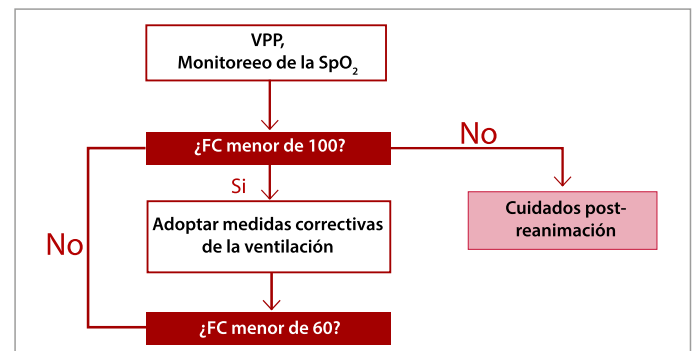 VPP,
Monitoreeo de la SpO₂
¿FC menor de 100?
No
Si
Adoptar medidas correctivas
de la ventilación
Cuidados post-
reanimación
No
¿FC menor de 60?